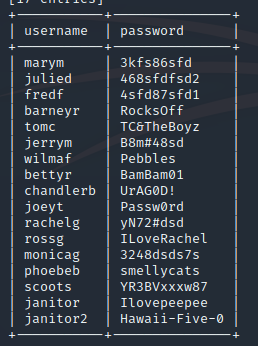 [17 entries]
+------------+---------------+
| username | password |
+------------+---------------+
| marym | 3kfs86sfd |
| julied | 468sfdfsd2 |
| fredf | 4sfd87sfd1 |
| barneyr | RocksOff |
| tomc | TC&TheBoyz |
| jerrym | B8m#48sd |
| wilmaf | Pebbles |
| bettyr | BamBam01 |
| chandlerb | UrAG0D! |
| joeyt | Passw0rd |
| rachelg | yN72#dsd |
| rossg | ILoveRachel |
| monicag | 3248dsds7s |
| phoebeb | smellycats |
| scoots | YR3BVxxxw87 |
| janitor | Ilovepeepee |
| janitor2 | Hawaii-Five-0 |
+------------+---------------+